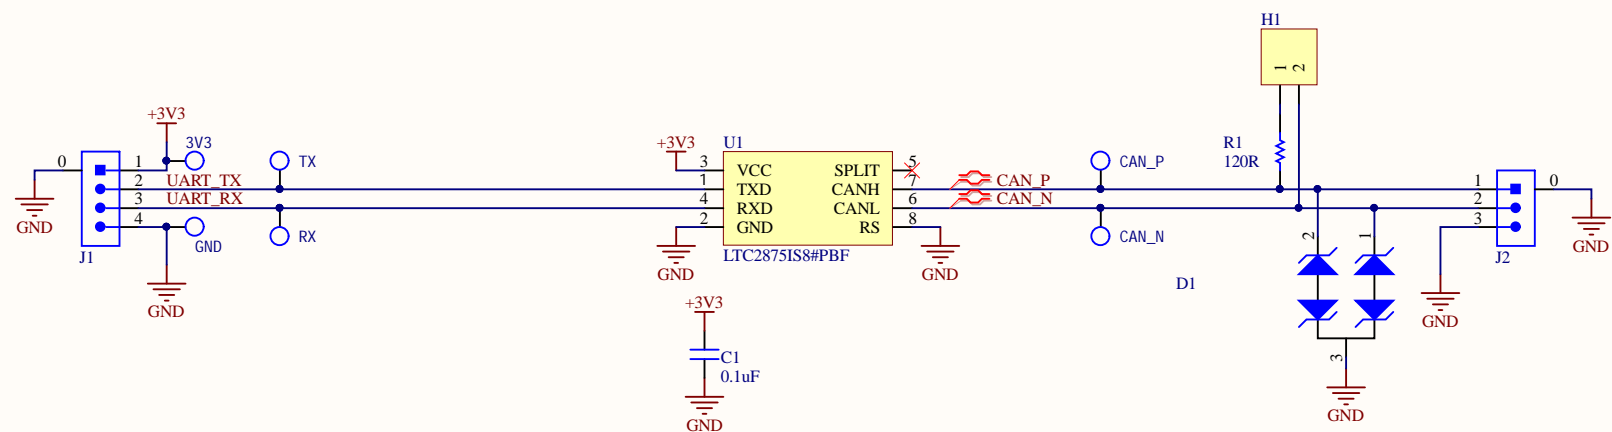 H1
1
2
+3V3
3V3
0
1
2
3
4
UART_TX
UART_RX
GND
J1
GND
GND
TX
RX
+3V3
U1
3
VCC
SPLIT
5
1
TXD
CANH
7
4
RXD
CANL
6
2
GND
RS
8
LTC2875IS8#PBF
GND
GND
+3V3
C1
0.1uF
GND
CAN_P
CAN_N
CAN_P
CAN_N
R1
120R
D1
2
1
3
GND
1
2
3
0
J2
GND
GND